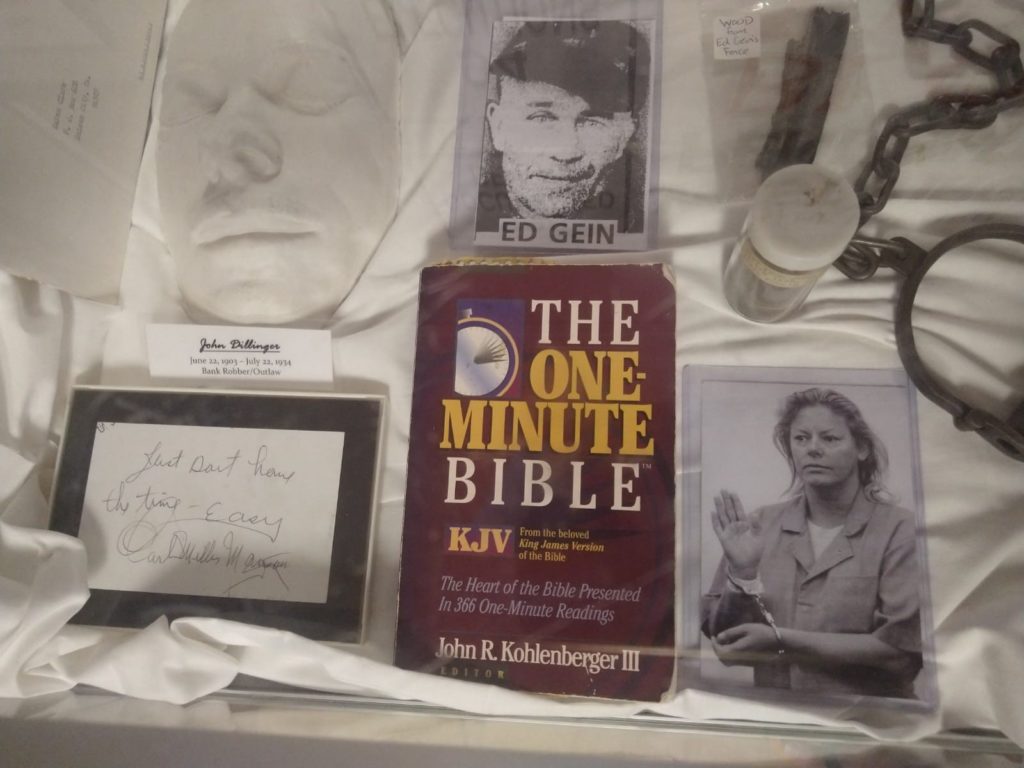 WOOD
from
Ed Gein's
Fence
ED GEIN
John Dillinger
June 22, 1903 - July 22, 1934
Bank Robber/Outlaw
Just dont have
the time - Easy
THE
ONE-
MINUTE
BIBLE™
KJV
From the beloved
King James Version
of the Bible
The Heart of the Bible Presented
In 366 One-Minute Readings
John R. Kohlenberger III
EDITOR